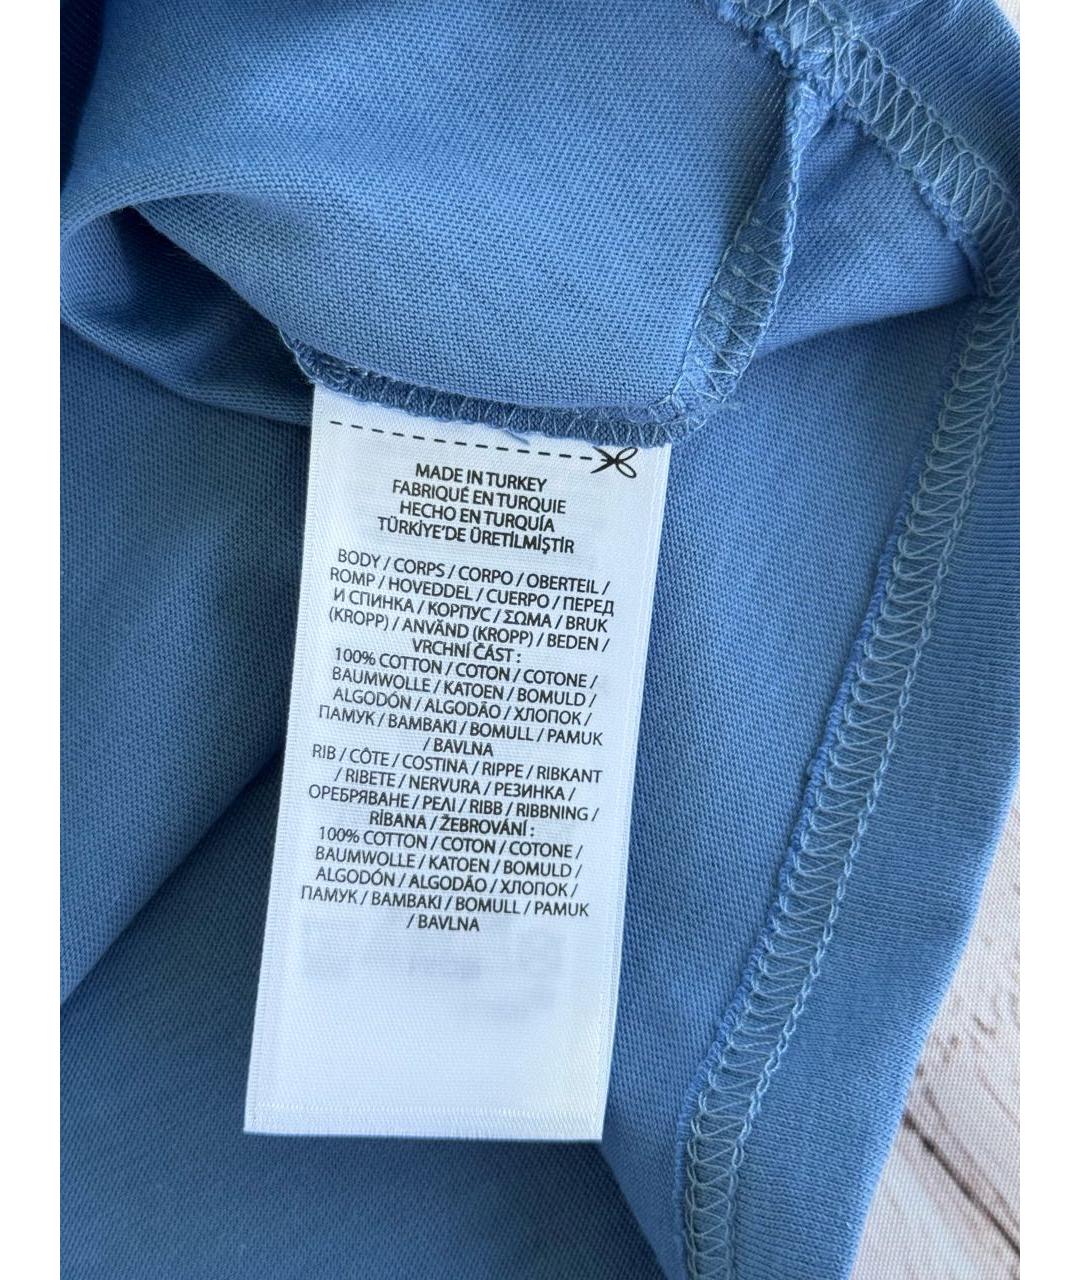 MADE IN TURKEY
FABRIQUÉ EN TURQUIE
HECHO EN TURQUÍA
TÜRKİYE'DE ÜRETİLMİŞTİR
BODY / CORPS / CORPO / OBERTEIL /
ROMP / HOVEDDEL / CUERPO / ПЕРЕД
И СПИНКА / КОРПУС / ΣΩΜΑ / BRUK
(KROPP) / ANVÄND (KROPP) / BEDEN /
VRCHNÍ ČÁST :
100% COTTON / COTON / COTONE /
BAUMWOLLE / KATOEN / BOMULD /
ALGODÓN / ALGODÃO / ХЛОПОК /
ПАМУК / BAMBAKI / BOMULL / PAMUK
/ BAVLNA
RIB / CÔTE / COSTINA / RIPPE / RIBKANT
/ RIBETE / NERVURA / РЕЗИНКА /
ОРЕБРЯВАНЕ / ΡΕΛΙ / RIBB / RIBBNING /
RİBANA / ŽEBROVÁNÍ :
100% COTTON / COTON / COTONE /
BAUMWOLLE / KATOEN / BOMULD /
ALGODÓN / ALGODÃO / ХЛОПОК /
ПАМУК / BAMBAKI / BOMULL / PAMUK
/ BAVLNA